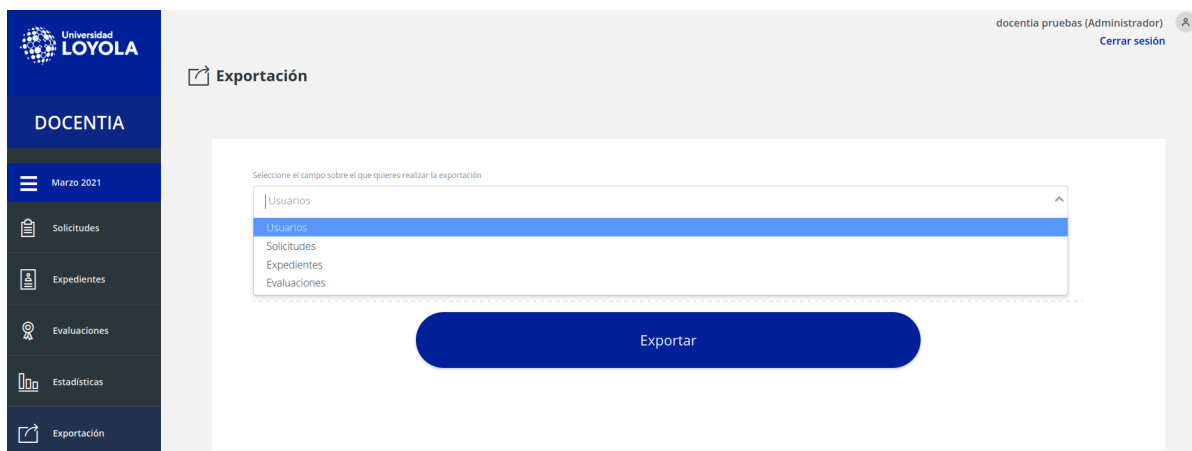 Universidad
LOYOLA
docentia pruebas (Administrador)
Cerrar sesión
Exportación
DOCENTIA
Marzo 2021
Solicitudes
Expedientes
Evaluaciones
Estadísticas
Exportación
Seleccione el campo sobre el que quieres realizar la exportación
Usuarios
Usuarios
Solicitudes
Expedientes
Evaluaciones
Exportar